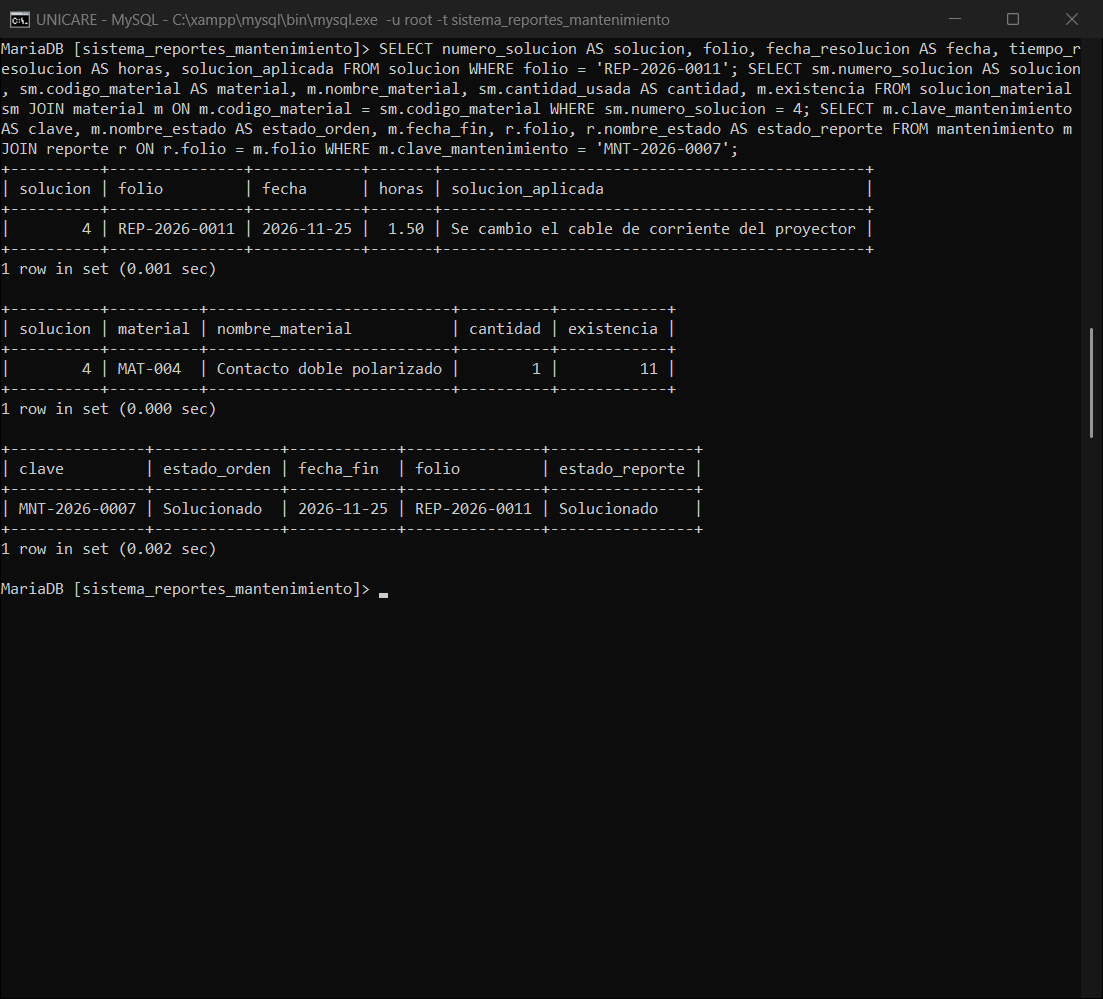 UNICARE - MySQL - C:\xampp\mysql\bin\mysql.exe  -u root -t sistema_reportes_mantenimiento
MariaDB [sistema_reportes_mantenimiento]> SELECT numero_solucion AS solucion, folio, fecha_resolucion AS fecha, tiempo_r
esolucion AS horas, solucion_aplicada FROM solucion WHERE folio = 'REP-2026-0011'; SELECT sm.numero_solucion AS solucion
, sm.codigo_material AS material, m.nombre_material, sm.cantidad_usada AS cantidad, m.existencia FROM solucion_material
sm JOIN material m ON m.codigo_material = sm.codigo_material WHERE sm.numero_solucion = 4; SELECT m.clave_mantenimiento
AS clave, m.nombre_estado AS estado_orden, m.fecha_fin, r.folio, r.nombre_estado AS estado_reporte FROM mantenimiento m
JOIN reporte r ON r.folio = m.folio WHERE m.clave_mantenimiento = 'MNT-2026-0007';
+----------+---------------+------------+-------+-----------------------------------------------+
| solucion | folio         | fecha      | horas | solucion_aplicada                             |
+----------+---------------+------------+-------+-----------------------------------------------+
|        4 | REP-2026-0011 | 2026-11-25 |  1.50 | Se cambio el cable de corriente del proyector |
+----------+---------------+------------+-------+-----------------------------------------------+
1 row in set (0.001 sec)

+----------+----------+---------------------------+----------+------------+
| solucion | material | nombre_material           | cantidad | existencia |
+----------+----------+---------------------------+----------+------------+
|        4 | MAT-004  | Contacto doble polarizado |        1 |         11 |
+----------+----------+---------------------------+----------+------------+
1 row in set (0.000 sec)

+---------------+--------------+------------+---------------+----------------+
| clave         | estado_orden | fecha_fin  | folio         | estado_reporte |
+---------------+--------------+------------+---------------+----------------+
| MNT-2026-0007 | Solucionado  | 2026-11-25 | REP-2026-0011 | Solucionado    |
+---------------+--------------+------------+---------------+----------------+
1 row in set (0.002 sec)

MariaDB [sistema_reportes_mantenimiento]>